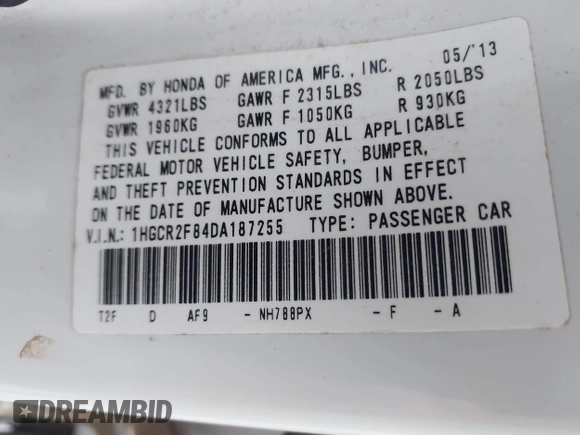 MFD. BY HONDA OF AMERICA MFG., INC. 05/'13
GVWR 4321LBS GAWR F 2315LBS R 2050LBS
GVWR 1960KG GAWR F 1050KG R 930KG
THIS VEHICLE CONFORMS TO ALL APPLICABLE
FEDERAL MOTOR VEHICLE SAFETY, BUMPER,
AND THEFT PREVENTION STANDARDS IN EFFECT
ON THE DATE OF MANUFACTURE SHOWN ABOVE.
V.I.N.: 1HGCR2F84DA187255 TYPE: PASSENGER CAR
T2F D AF9 - NH788PX - F - A
DREAMBID